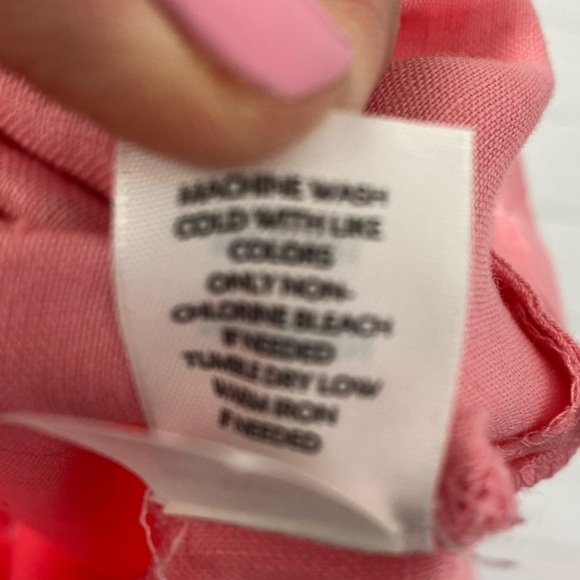 MACHINE WASH
COLD WITH LIKE
COLORS
ONLY NON-
CHLORINE BLEACH
IF NEEDED
TUMBLE DRY LOW
WARM IRON
IF NEEDED